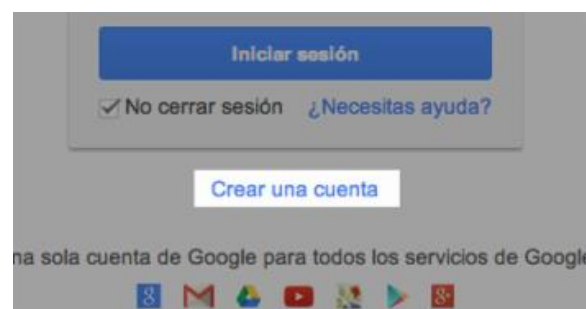 Iniciar sesión
No cerrar sesión ¿Necesitas ayuda?
Crear una cuenta
na sola cuenta de Google para todos los servicios de Google